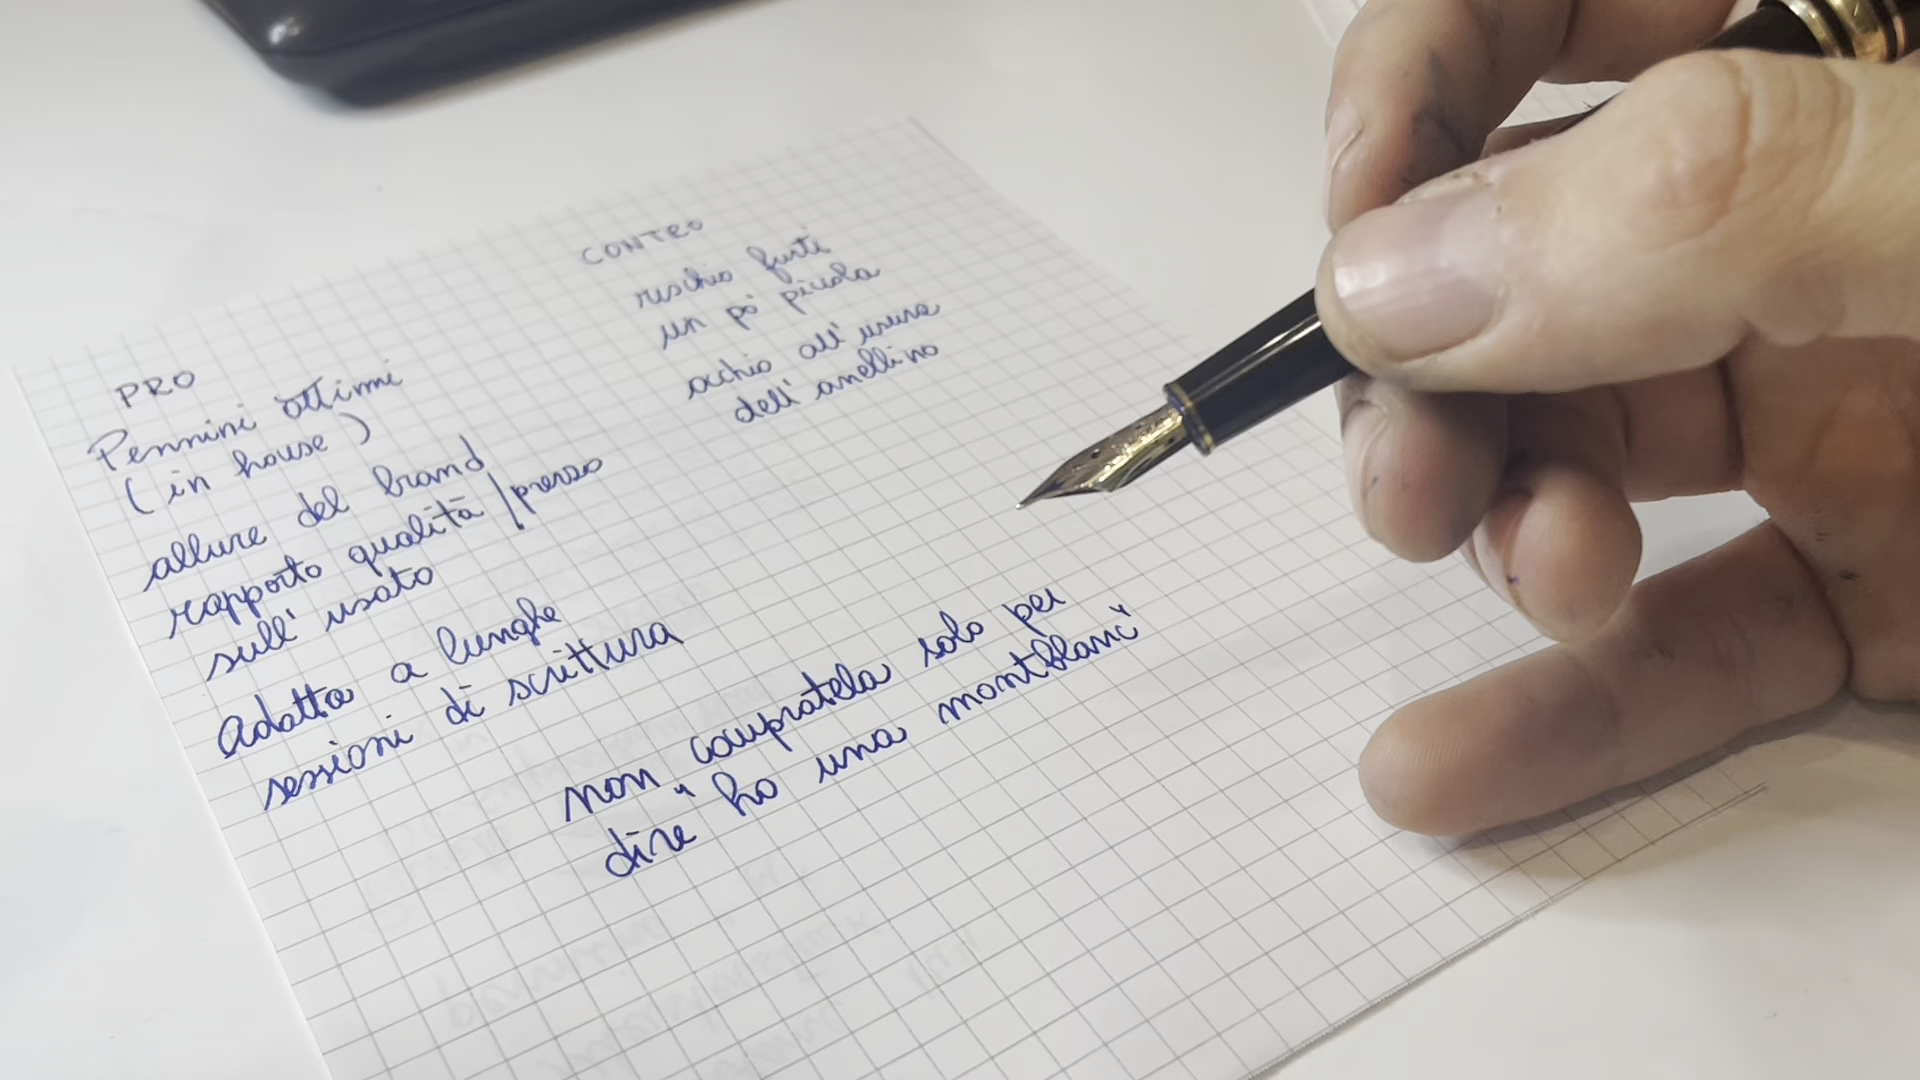 PRO
Pennini ottimi
(in house)
allure del brand
rapporto qualità/prezzo
sull'usato
Adatta a lunghe
sessioni di scrittura
CONTRO
rischio furti
un po' piccola
occhio all'usura
dell'anellino
non compratela solo per
dire "ho una montblanc"